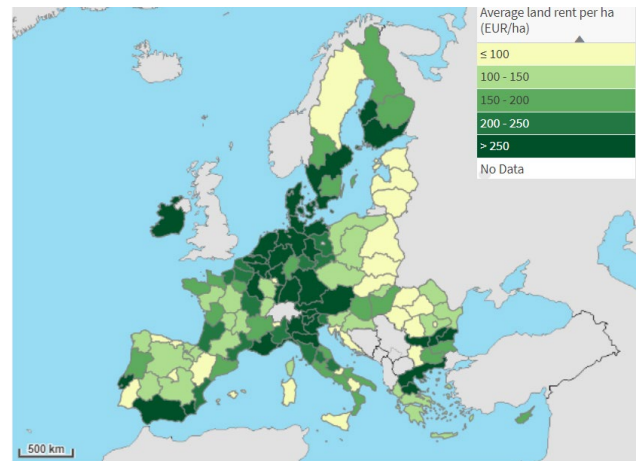 Average land rent per ha
(EUR/ha)
≤ 100
100 - 150
150 - 200
200 - 250
> 250
No Data
500 km